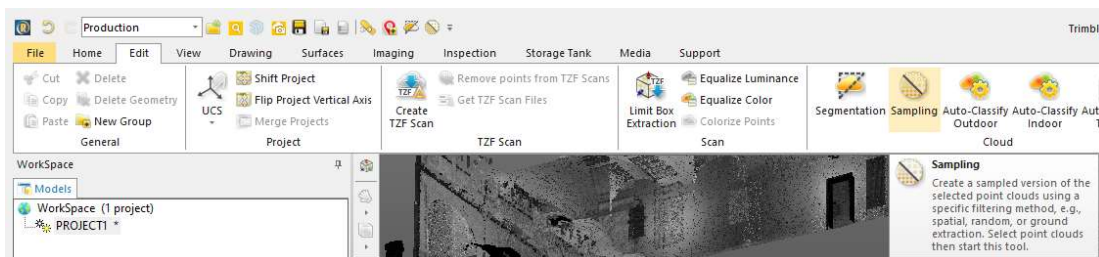 Production
Trimbl
File Home Edit View Drawing Surfaces Imaging Inspection Storage Tank Media Support
Cut Delete
Copy Delete Geometry
Paste New Group
General
UCS
Shift Project
Flip Project Vertical Axis
Merge Projects
Project
TZF
Create
TZF Scan
Remove points from TZF Scans
Get TZF Scan Files
TZF Scan
TZF
Limit Box
Extraction
Equalize Luminance
Equalize Color
Colorize Points
Scan
Segmentation Sampling Auto-Classify Auto-Classify Aut
Outdoor Indoor
Cloud
WorkSpace
Models
WorkSpace (1 project)
PROJECT1 *
Sampling
Create a sampled version of the
selected point clouds using a
specific filtering method, e.g.,
spatial, random, or ground
extraction. Select point clouds
then start this tool.